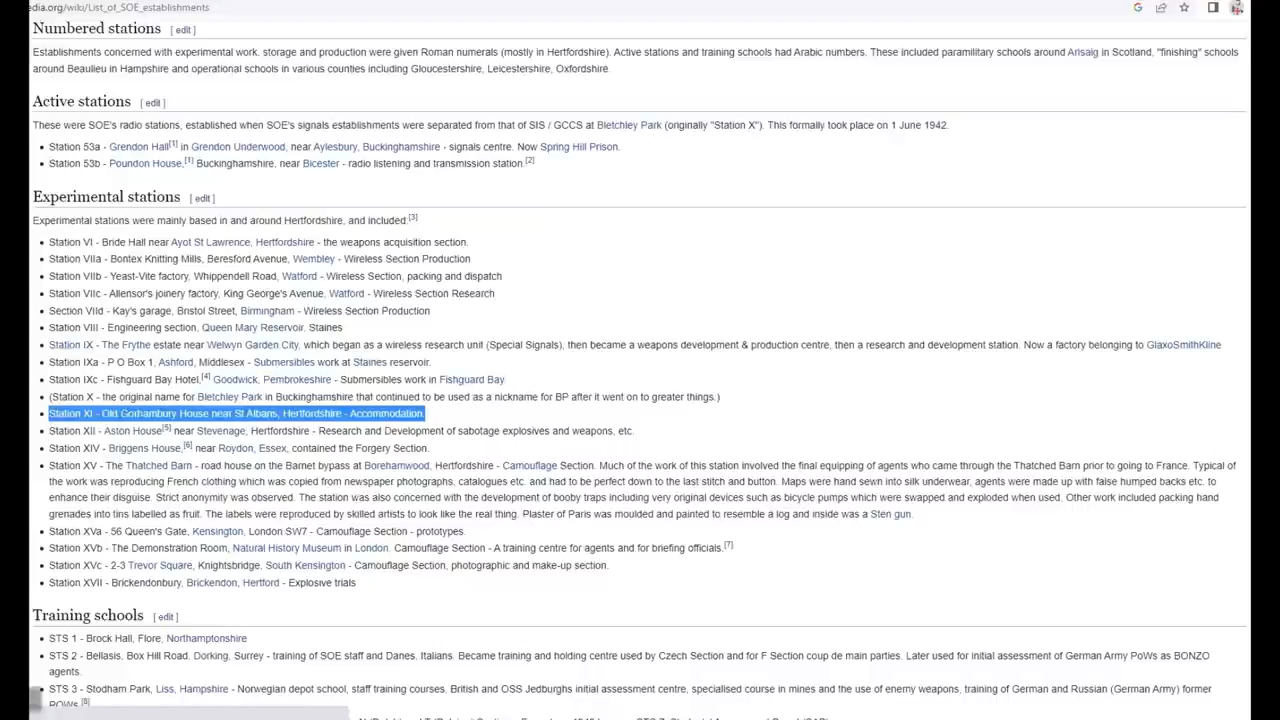 edia.org/wiki/List_of_SOE_establishments
Numbered stations [ edit ]
Establishments concerned with experimental work, storage and production were given Roman numerals (mostly in Hertfordshire). Active stations and training schools had Arabic numbers. These included paramilitary schools around Arisaig in Scotland, "finishing" schools
around Beaulieu in Hampshire and operational schools in various counties including Gloucestershire, Leicestershire, Oxfordshire.
Active stations [ edit ]
These were SOE's radio stations, established when SOE's signals establishments were separated from that of SIS / GCCS at Bletchley Park (originally "Station X"). This formally took place on 1 June 1942.
• Station 53a - Grendon Hall[1] in Grendon Underwood, near Aylesbury, Buckinghamshire - signals centre. Now Spring Hill Prison.
• Station 53b - Poundon House,[1] Buckinghamshire, near Bicester - radio listening and transmission station.[2]
Experimental stations [ edit ]
Experimental stations were mainly based in and around Hertfordshire, and included:[3]
• Station VI - Bride Hall near Ayot St Lawrence, Hertfordshire - the weapons acquisition section.
• Station VIIa - Bontex Knitting Mills, Beresford Avenue, Wembley - Wireless Section Production
• Station VIIb - Yeast-Vite factory, Whippendell Road, Watford - Wireless Section, packing and dispatch
• Station VIIc - Allensor's joinery factory, King George's Avenue, Watford - Wireless Section Research
• Section VIId - Kay's garage, Bristol Street, Birmingham - Wireless Section Production
• Station VIII - Engineering section, Queen Mary Reservoir, Staines
• Station IX - The Frythe estate near Welwyn Garden City, which began as a wireless research unit (Special Signals), then became a weapons development & production centre, then a research and development station. Now a factory belonging to GlaxoSmithKline
• Station IXa - P O Box 1, Ashford, Middlesex - Submersibles work at Staines reservoir.
• Station IXc - Fishguard Bay Hotel,[4] Goodwick, Pembrokeshire - Submersibles work in Fishguard Bay
• (Station X - the original name for Bletchley Park in Buckinghamshire that continued to be used as a nickname for BP after it went on to greater things.)
• Station XI - Old Gorhambury House near St Albans, Hertfordshire - Accommodation.
• Station XII - Aston House[5] near Stevenage, Hertfordshire - Research and Development of sabotage explosives and weapons, etc.
• Station XIV - Briggens House,[6] near Roydon, Essex, contained the Forgery Section.
• Station XV - The Thatched Barn - road house on the Barnet bypass at Borehamwood, Hertfordshire - Camouflage Section. Much of the work of this station involved the final equipping of agents who came through the Thatched Barn prior to going to France. Typical of
the work was reproducing French clothing which was copied from newspaper photographs, catalogues etc. and had to be perfect down to the last stitch and button. Maps were hand sewn into silk underwear, agents were made up with false humped backs etc. to
enhance their disguise. Strict anonymity was observed. The station was also concerned with the development of booby traps including very original devices such as bicycle pumps which were swapped and exploded when used. Other work included packing hand
grenades into tins labelled as fruit. The labels were reproduced by skilled artists to look like the real thing. Plaster of Paris was moulded and painted to resemble a log and inside was a Sten gun.
• Station XVa - 56 Queen's Gate, Kensington, London SW7 - Camouflage Section - prototypes.
• Station XVb - The Demonstration Room, Natural History Museum in London. Camouflage Section - A training centre for agents and for briefing officials.[7]
• Station XVc - 2-3 Trevor Square, Knightsbridge, South Kensington - Camouflage Section, photographic and make-up section.
• Station XVII - Brickendonbury, Brickendon, Hertford - Explosive trials
Training schools [ edit ]
• STS 1 - Brock Hall, Flore, Northamptonshire
• STS 2 - Bellasis, Box Hill Road, Dorking, Surrey - training of SOE staff and Danes, Italians. Became training and holding centre used by Czech Section and for F Section coup de main parties. Later used for initial assessment of German Army PoWs as BONZO
agents.
• STS 3 - Stodham Park, Liss, Hampshire - Norwegian depot school, staff training courses. British and OSS Jedburghs initial assessment centre, specialised course in mines and the use of enemy weapons, training of German and Russian (German Army) former
POWs.[8]